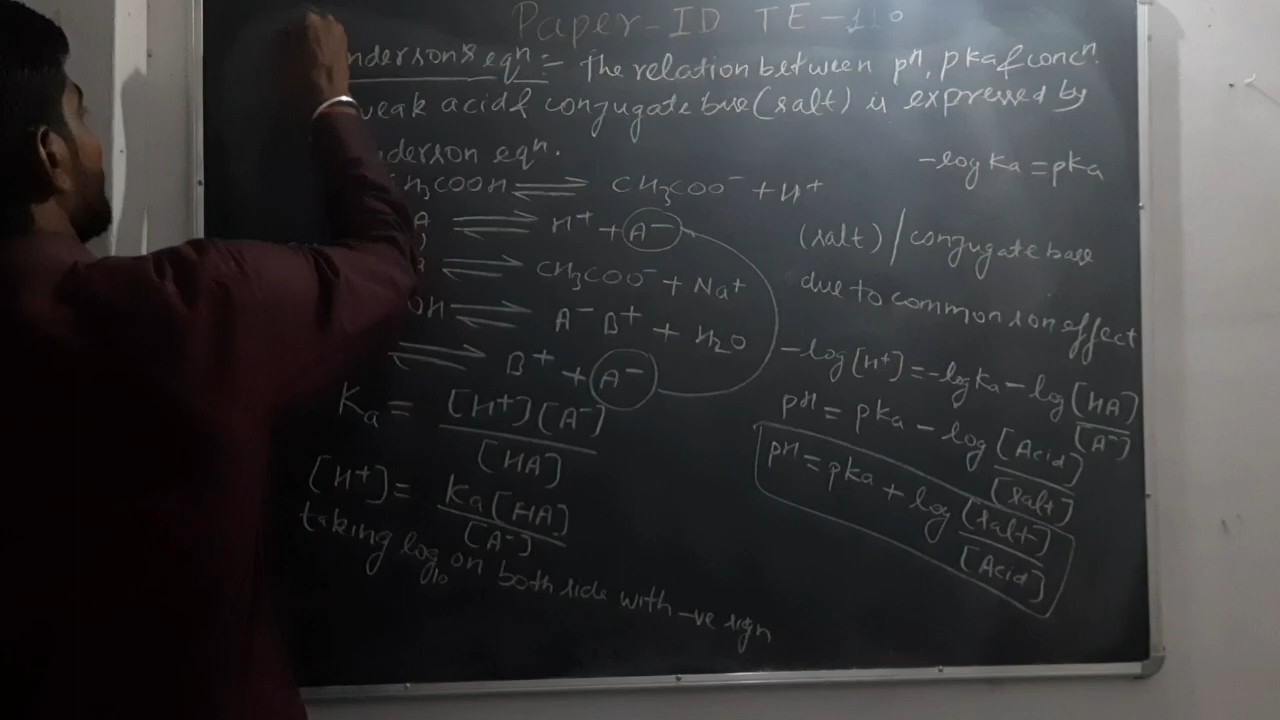 Paper-ID TE-110
nderson's eqn :- The relation between pH, pka & concn.
weak acid & conjugate base (salt) is expressed by
nderson eqn.
-log Ka = pKa
CH3COOH ⇌ CH3COO- + H+
A ⇌ H+ + A-
⇌ CH3COO- + Na+
OH ⇌ A- B+ + H2O
⇌ B+ + A-
Ka = [H+][A-] / [HA]
[H+] = Ka[HA] / [A-]
taking log10 on both side with -ve sign
(salt) / conjugate base
due to common ion effect
-log[H+] = -log Ka - log [HA] / [A-]
pH = pKa - log [Acid] / [salt]
pH = pKa + log [salt] / [Acid]